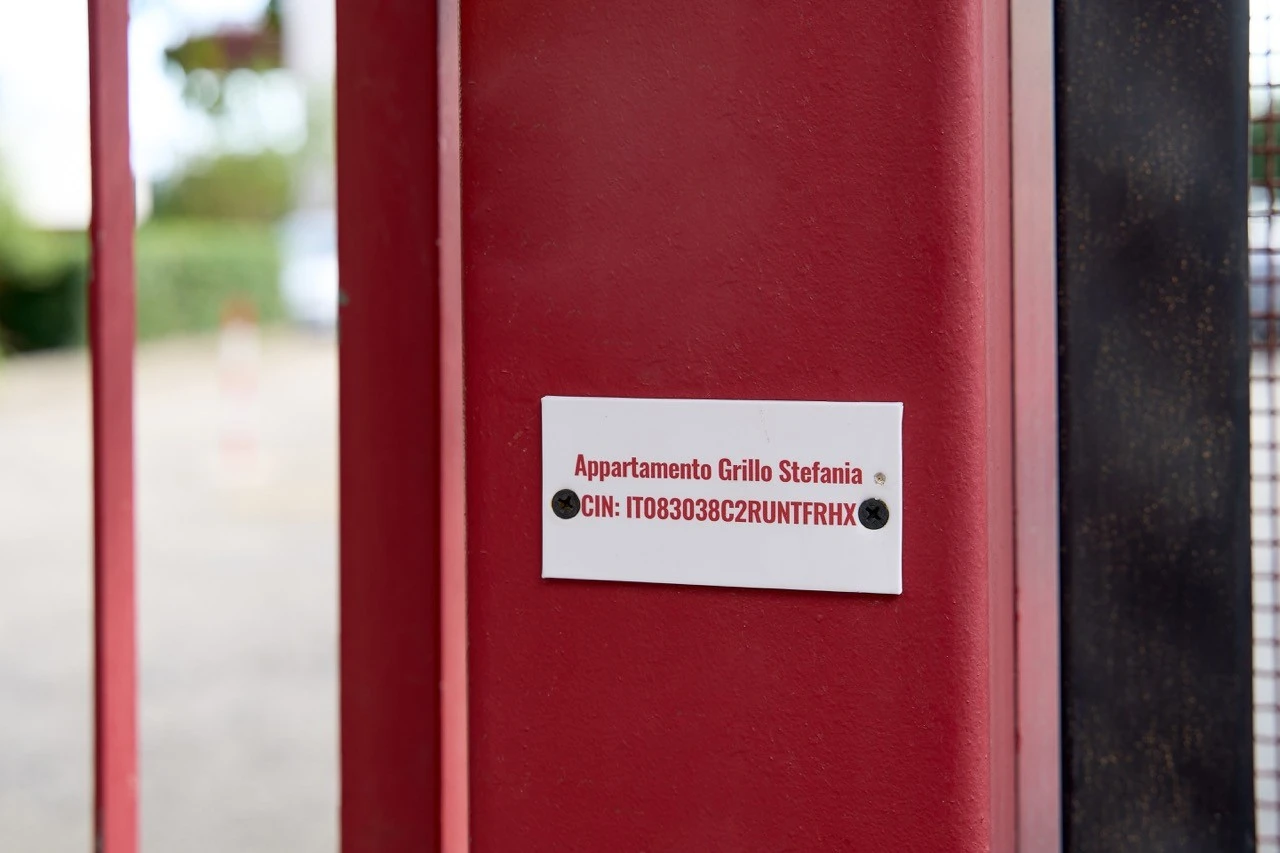 Appartamento Grillo Stefania
CIN: IT083038C2RUNTFRHX